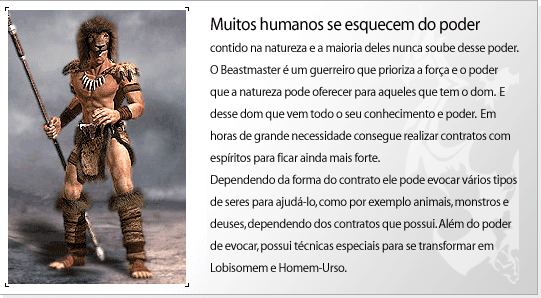 Muitos humanos se esquecem do poder
contido na natureza e a maioria deles nunca soube desse poder.
O Beastmaster é um guerreiro que prioriza a força e o poder
que a natureza pode oferecer para aqueles que tem o dom. E
desse dom que vem todo o seu conhecimento e poder. Em
horas de grande necessidade consegue realizar contratos com
espíritos para ficar ainda mais forte.
Dependendo da forma do contrato ele pode evocar vários tipos
de seres para ajudá-lo, como por exemplo animais, monstros e
deuses, dependendo dos contratos que possui. Além do poder
de evocar, possui técnicas especiais para se transformar em
Lobisomem e Homem-Urso.